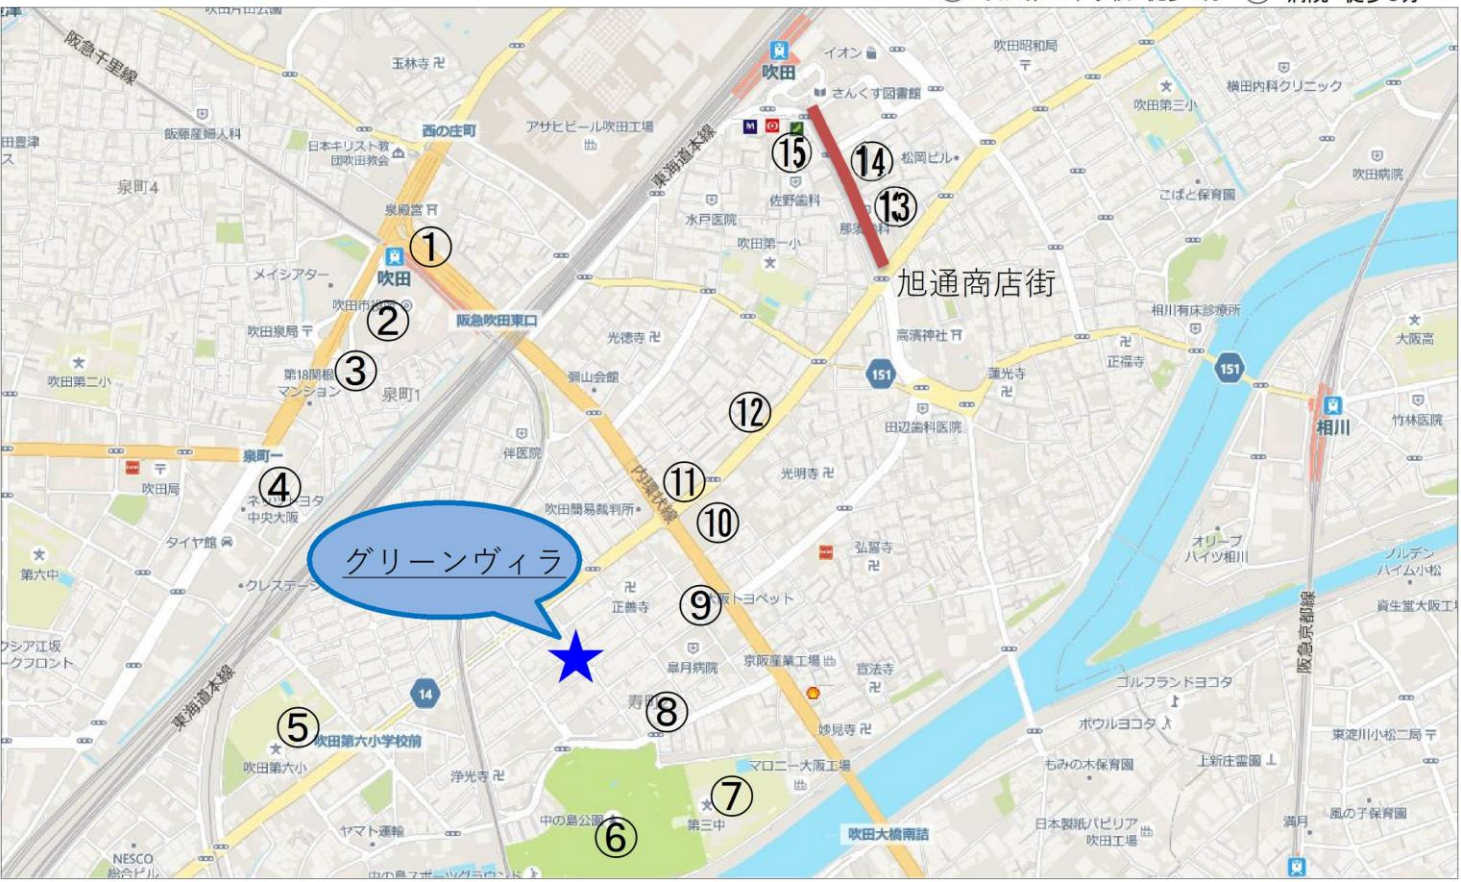 阪急千里線
玉林寺
吹田
イオン
吹田昭和局
横田内科クリニック
さんくす図書館
吹田第三小
飯藤産婦人科
西の庄町
アサヒビール吹田工場
日本キリスト教
団吹田教会
東海道本線
⑮
⑭
松岡ビル
吹田病院
泉町4
佐野歯科
こばと保育園
泉殿宮
水戸医院
⑬
吹田第一小
①
メイシアター
吹田
旭通商店街
②
吹田泉局
阪急吹田東口
光徳寺
高濱神社
相川有床診療所
正福寺
大阪高
吹田第二小
第18関根
マンション
③
泉町1
彌山会館
151
蓮光寺
151
⑫
田辺歯科医院
相川
竹林医院
泉町一
伴医院
吹田局
④
内環状線
⑪
光明寺
中央大阪
吹田簡易裁判所
⑩
タイヤ館
弘誓寺
オリーブ
ハイツ相川
ノルデン
ハイム小松
第六中
グリーンヴィラ
正善寺
⑨
資生堂大阪工
阪急京都線
皐月病院
京阪産業工場
宣法寺
東海道本線
14
⑧
ゴルフランドヨコタ
⑤
吹田第六小学校前
妙見寺
ボウルヨコタ
東淀川小松二局
吹田第六小
浄光寺
マロニー大阪工場
もみの木保育園
上新庄霊園
⑦
中の島公園
⑥
第三中
ヤマト運輸
吹田大橋南詰
日本製紙パピリア
吹田工場
満月
風の子保育園
NESCO
総合ビル